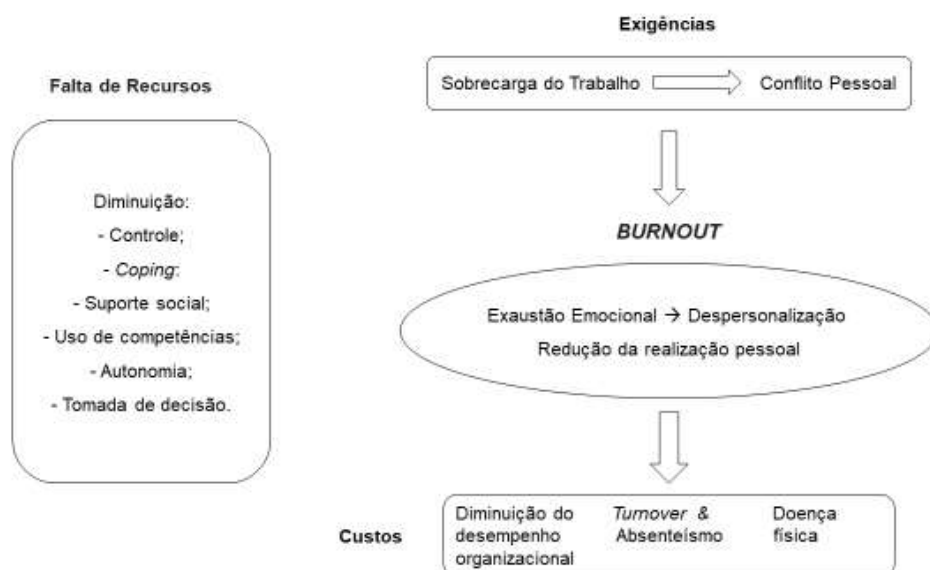 Exigências
Sobrecarga do Trabalho Conflito Pessoal
Falta de Recursos
Diminuição:
- Controle;
- Coping:
- Suporte social;
- Uso de competências;
- Autonomia;
- Tomada de decisão.
BURNOUT
Exaustão Emocional → Despersonalização
Redução da realização pessoal
Custos
Diminuição do
desempenho
organizacional
Turnover &
Absenteísmo
Doença
física